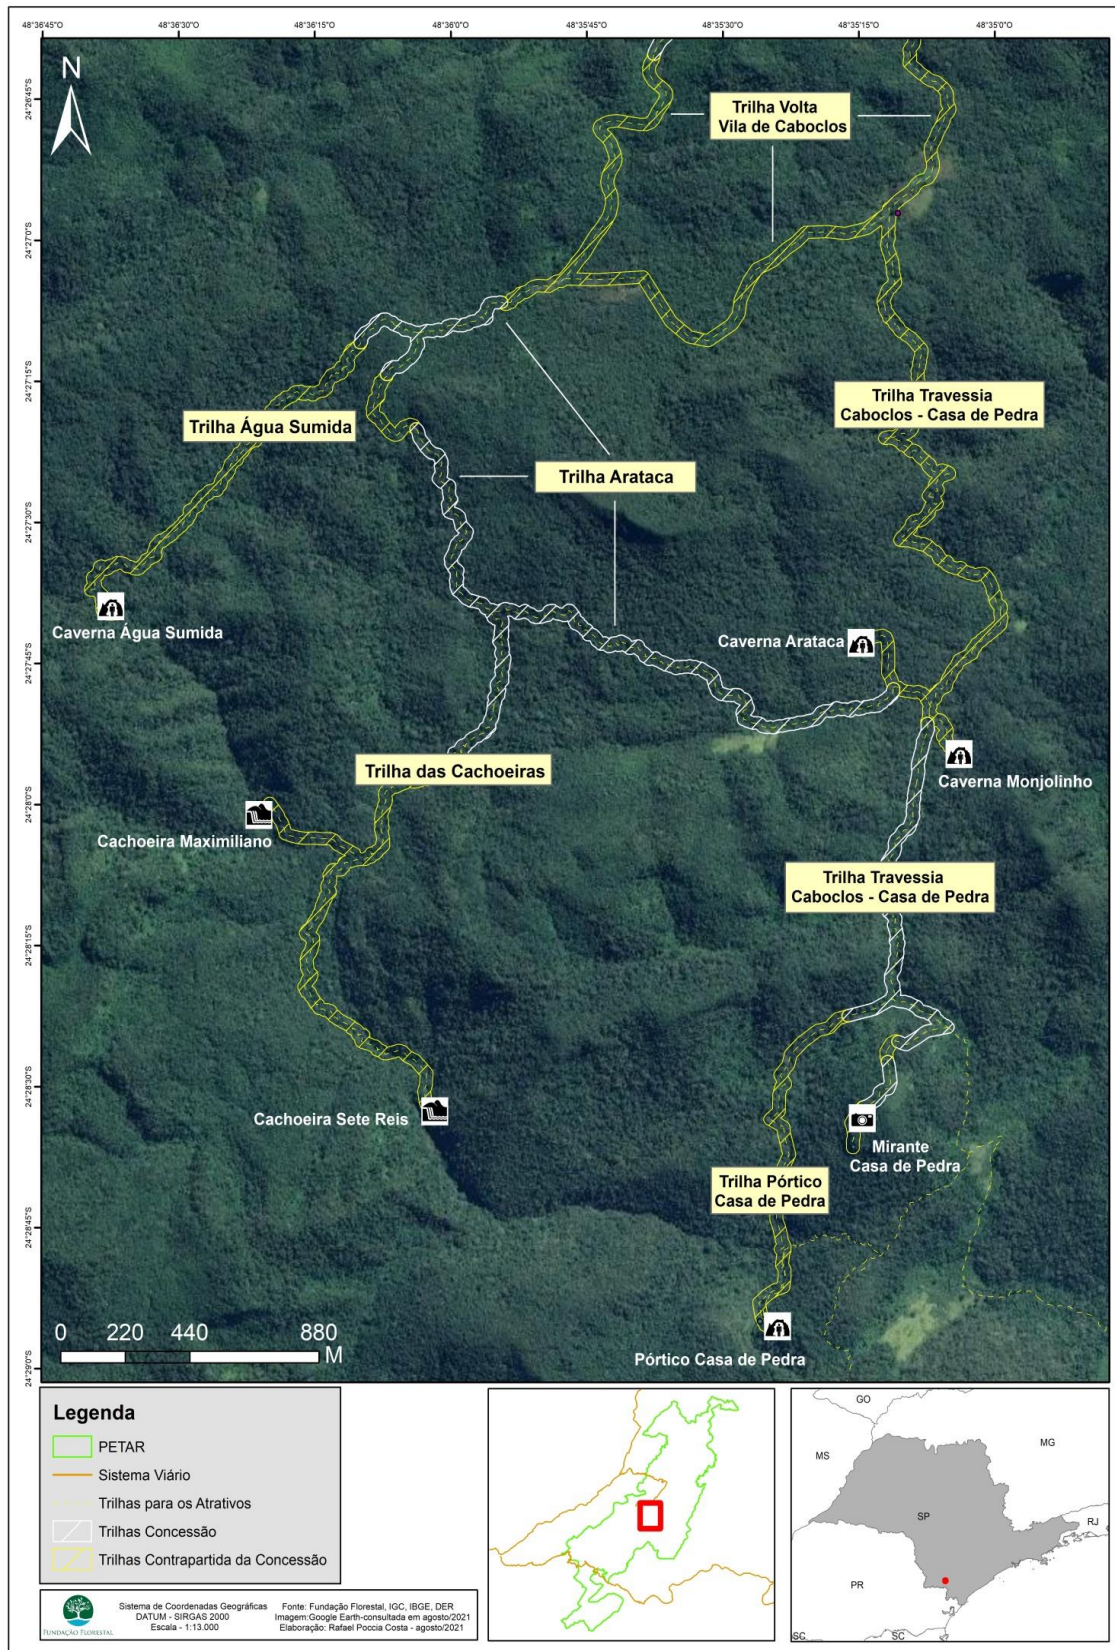 48°36'45"O
48°36'30"O
48°36'15"O
48°36'0"O
48°35'45"O
48°35'30"O
48°35'15"O
48°35'0"O
N
24°26'45"S
24°27'0"S
24°27'15"S
24°27'30"S
24°27'45"S
24°28'0"S
24°28'15"S
24°28'30"S
24°28'45"S
24°29'0"S
Trilha Volta
Vila de Caboclos
Trilha Travessia
Caboclos - Casa de Pedra
Trilha Água Sumida
Trilha Arataca
Caverna Água Sumida
Caverna Arataca
Caverna Monjolinho
Trilha das Cachoeiras
Cachoeira Maximiliano
Trilha Travessia
Caboclos - Casa de Pedra
Cachoeira Sete Reis
Mirante
Casa de Pedra
Trilha Pórtico
Casa de Pedra
Pórtico Casa de Pedra
0 220 440 880
M
Legenda
PETAR
Sistema Viário
Trilhas para os Atrativos
Trilhas Concessão
Trilhas Contrapartida da Concessão
FUNDAÇÃO FLORESTAL
Sistema de Coordenadas Geográficas
DATUM - SIRGAS 2000
Escala - 1:13.000
Fonte: Fundação Florestal, IGC, IBGE, DER
Imagem:Google Earth-consultada em agosto/2021
Elaboração: Rafael Poccia Costa - agosto/2021
GO
MS
MG
SP
RJ
PR
SC
SC